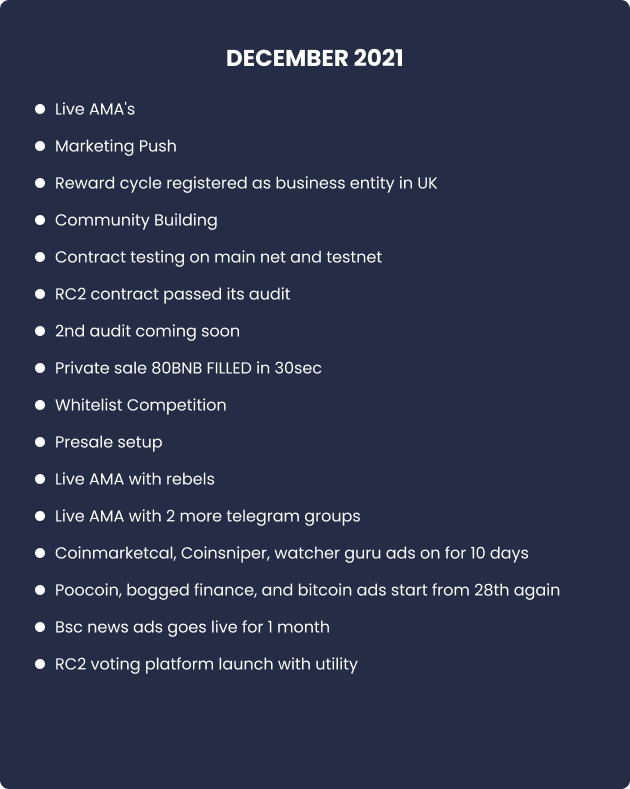 DECEMBER 2021
Live AMA's
Marketing Push
Reward cycle registered as business entity in UK
Community Building
Contract testing on main net and testnet
RC2 contract passed its audit
2nd audit coming soon
Private sale 80BNB FILLED in 30sec
Whitelist Competition
Presale setup
Live AMA with rebels
Live AMA with 2 more telegram groups
Coinmarketcal, Coinsniper, watcher guru ads on for 10 days
Poocoin, bogged finance, and bitcoin ads start from 28th again
Bsc news ads goes live for 1 month
RC2 voting platform launch with utility